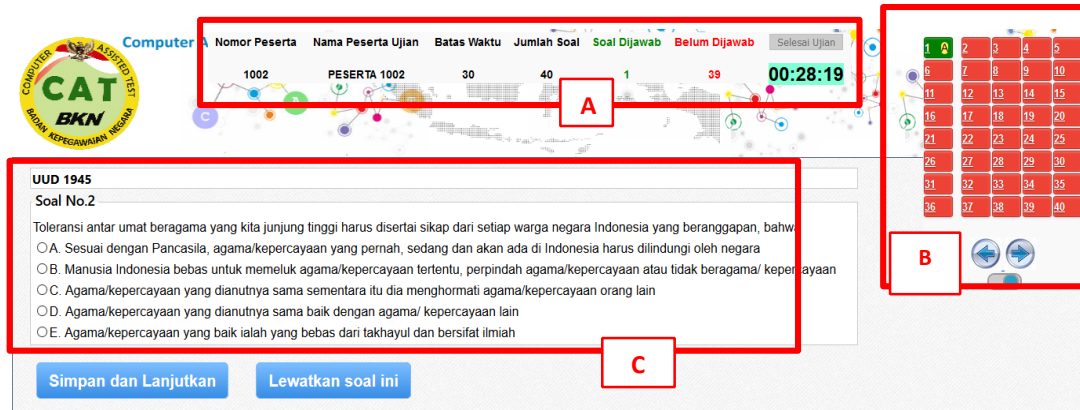 COMPUTER ASSISTED TEST
CAT
BKN
BADAN KEPEGAWAIAN NEGARA
Computer A
Nomor Peserta Nama Peserta Ujian Batas Waktu Jumlah Soal Soal Dijawab Belum Dijawab Selesai Ujian
1002 PESERTA 1002 30 40 1 39 00:28:19
A
C
UUD 1945
Soal No.2
Toleransi antar umat beragama yang kita junjung tinggi harus disertai sikap dari setiap warga negara Indonesia yang beranggapan, bahwa
A. Sesuai dengan Pancasila, agama/kepercayaan yang pernah, sedang dan akan ada di Indonesia harus dilindungi oleh negara
B. Manusia Indonesia bebas untuk memeluk agama/kepercayaan tertentu, perpindah agama/kepercayaan atau tidak beragama/ kepercayaan
C. Agama/kepercayaan yang dianutnya sama sementara itu dia menghormati agama/kepercayaan orang lain
D. Agama/kepercayaan yang dianutnya sama baik dengan agama/ kepercayaan lain
E. Agama/kepercayaan yang baik ialah yang bebas dari takhayul dan bersifat ilmiah
C
Simpan dan Lanjutkan Lewatkan soal ini
1 A 2 3 4 5
6 7 8 9 10
11 12 13 14 15
16 17 18 19 20
21 22 23 24 25
26 27 28 29 30
31 32 33 34 35
36 37 38 39 40
B